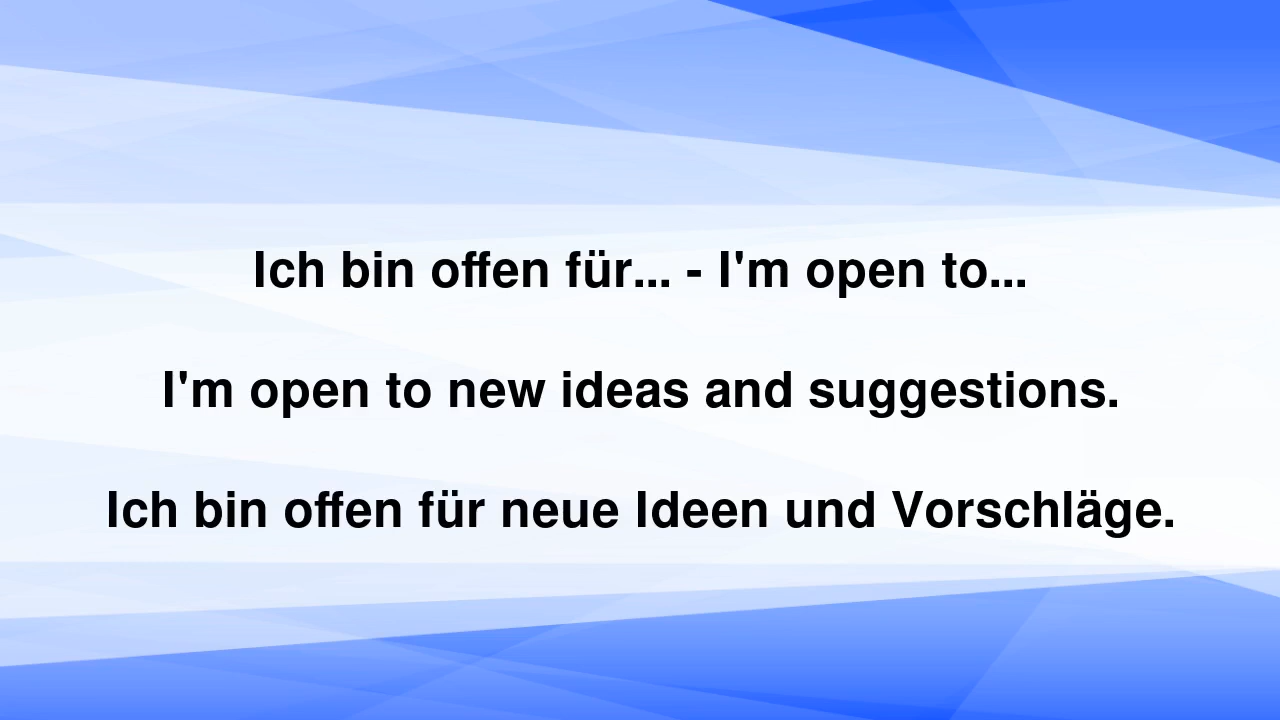 Ich bin offen für... - I'm open to...
I'm open to new ideas and suggestions.
Ich bin offen für neue Ideen und Vorschläge.